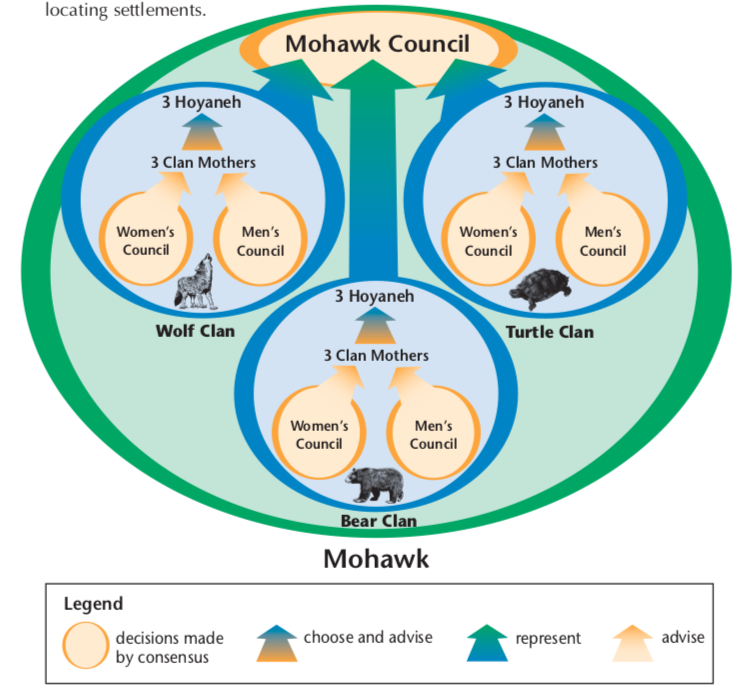 locating settlements.
Mohawk Council
3 Hoyaneh
3 Clan Mothers
Women's
Council
Men's
Council
Wolf Clan
3 Hoyaneh
3 Clan Mothers
Women's
Council
Men's
Council
Turtle Clan
3 Hoyaneh
3 Clan Mothers
Women's
Council
Men's
Council
Bear Clan
Mohawk
Legend
decisions made
by consensus
choose and advise
represent
advise